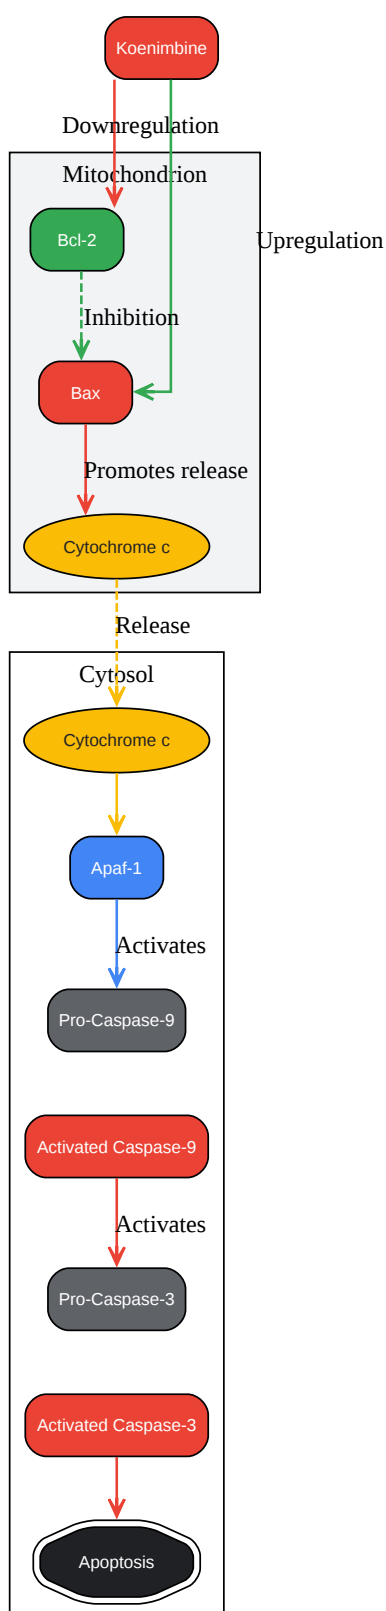 Koenimbine
Downregulation
Mitochondrion
Bcl-2
Upregulation
Inhibition
Bax
Promotes release
Cytochrome c
Release
Cytosol
Cytochrome c
Apaf-1
Activates
Pro-Caspase-9
Activated Caspase-9
Activates
Pro-Caspase-3
Activated Caspase-3
Apoptosis